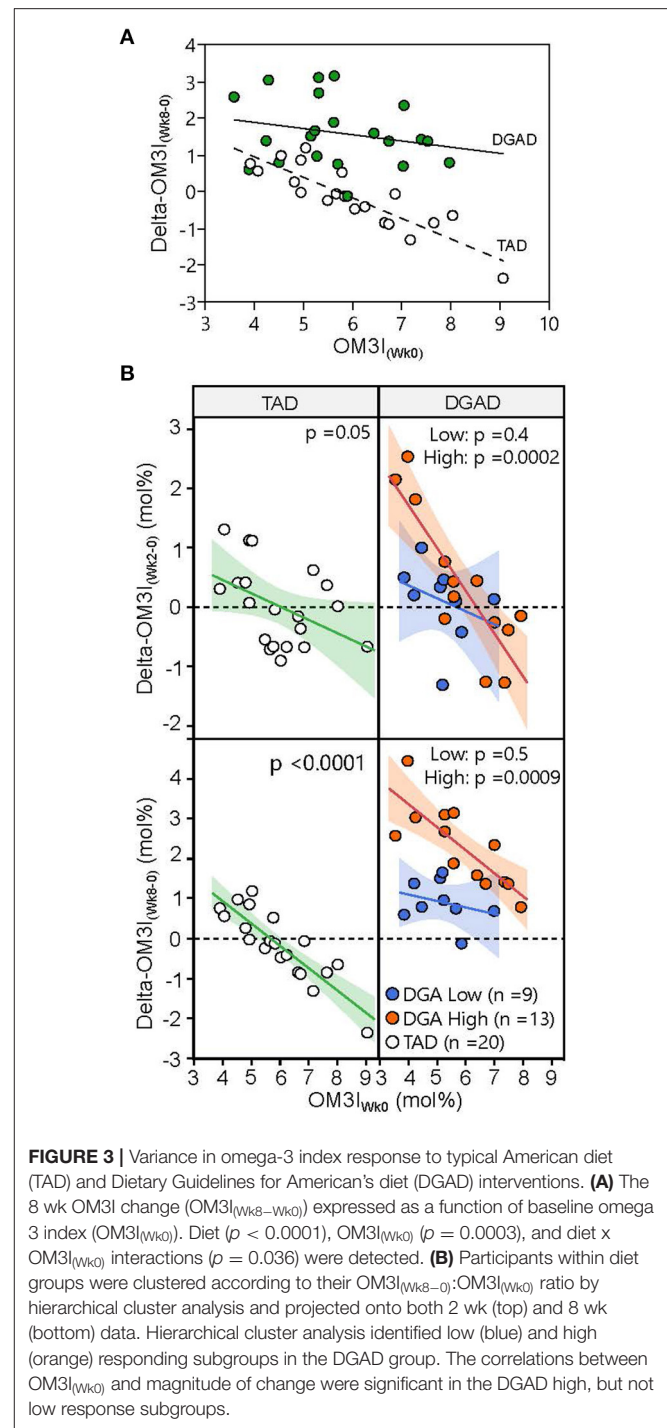 A
Delta-OM3I(Wk8-0)
4
3
2
1
0
-1
-2
-3
DGAD
TAD
3 4 5 6 7 8 9 10
OM3I(Wk0)
B
TAD DGAD
Delta-OM3I(Wk2-0) (mol%)
3
2
1
0
-1
-2
p =0.05
Low: p =0.4
High: p =0.0002
Delta-OM3I(Wk8-0) (mol%)
4
3
2
1
0
-1
-2
-3
p <0.0001
Low: p =0.5
High: p =0.0009
DGA Low (n =9)
DGA High (n =13)
TAD (n =20)
3 4 5 6 7 8 9 3 4 5 6 7 8 9
OM3IWk0 (mol%)
FIGURE 3 | Variance in omega-3 index response to typical American diet
(TAD) and Dietary Guidelines for American's diet (DGAD) interventions. (A) The
8 wk OM3I change (OM3I(Wk8−Wk0)) expressed as a function of baseline omega
3 index (OM3I(Wk0)). Diet (p < 0.0001), OM3I(Wk0) (p = 0.0003), and diet x
OM3I(Wk0) interactions (p = 0.036) were detected. (B) Participants within diet
groups were clustered according to their OM3I(Wk8−0):OM3I(Wk0) ratio by
hierarchical cluster analysis and projected onto both 2 wk (top) and 8 wk
(bottom) data. Hierarchical cluster analysis identified low (blue) and high
(orange) responding subgroups in the DGAD group. The correlations between
OM3I(Wk0) and magnitude of change were significant in the DGAD high, but not
low response subgroups.